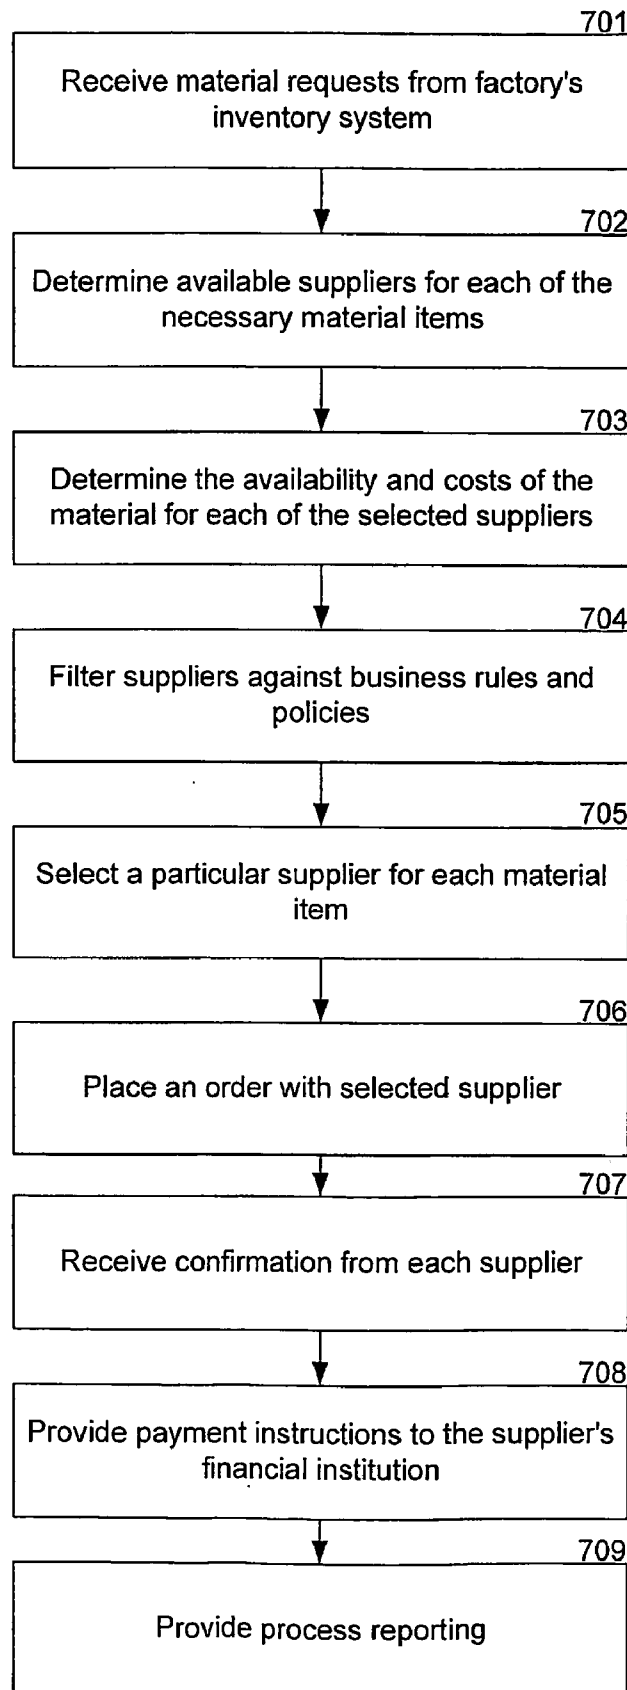 701
Receive material requests from factory's
inventory system
702
Determine available suppliers for each of the
necessary material items
703
Determine the availability and costs of the
material for each of the selected suppliers
704
Filter suppliers against business rules and
policies
705
Select a particular supplier for each material
item
706
Place an order with selected supplier
707
Receive confirmation from each supplier
708
Provide payment instructions to the supplier's
financial institution
709
Provide process reporting